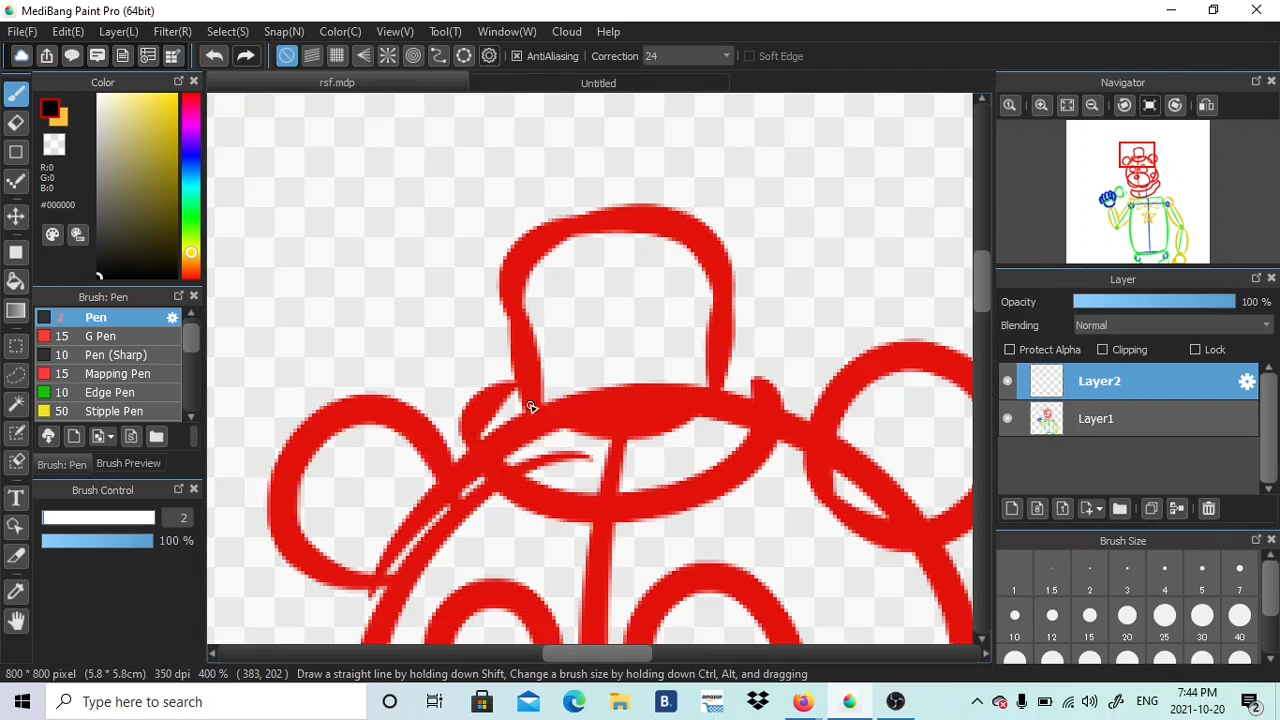 MediBang Paint Pro (64bit)
File(F) Edit(E) Layer(L) Filter(R) Select(S) Snap(N) Color(C) View(V) Tool(T) Window(W) Cloud Help
AntiAliasing Correction 24 Soft Edge
Color
R:0
G:0
B:0
#000000
Brush: Pen
Pen
15 G Pen
10 Pen (Sharp)
15 Mapping Pen
10 Edge Pen
50 Stipple Pen
Brush: Pen Brush Preview
Brush Control
2
100 %
rsf.mdp Untitled
Navigator
Layer
Opacity 100 %
Blending Normal
Protect Alpha Clipping Lock
Layer2
Layer1
Brush Size
1 1.5 2 3 4 5 7
10 12 15 20 25 30 40
800 * 800 pixel (5.8 * 5.8cm) 350 dpi 400 % ( 383, 202 ) Draw a straight line by holding down Shift, Change a brush size by holding down Ctrl, Alt, and dragging
Type here to search
ENG
7:44 PM
2021-10-20
2